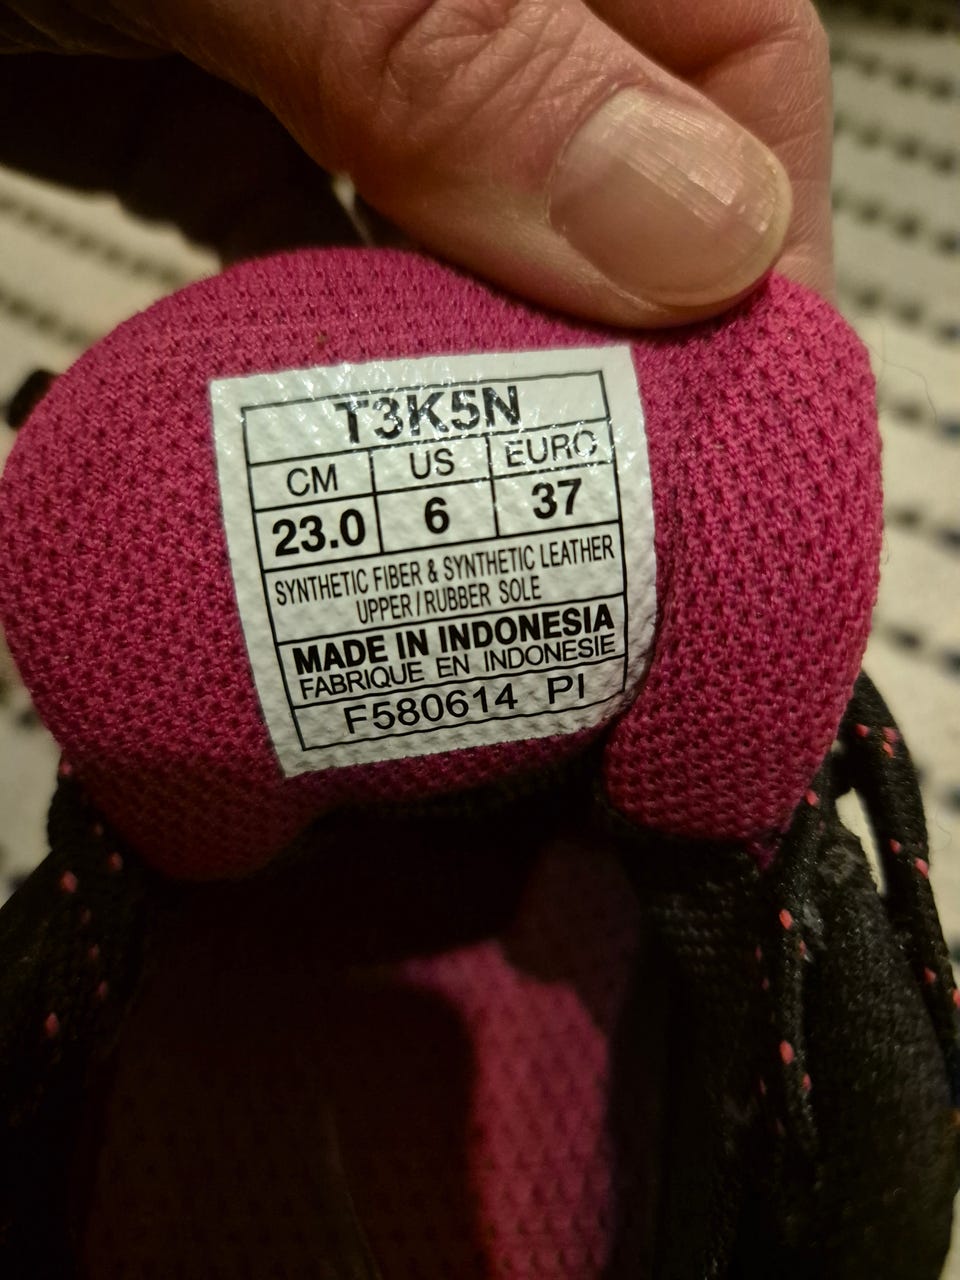 T3K5N
CM US EURO
23.0 6 37
SYNTHETIC FIBER & SYNTHETIC LEATHER
UPPER / RUBBER SOLE
MADE IN INDONESIA
FABRIQUE EN INDONESIE
F580614 PI